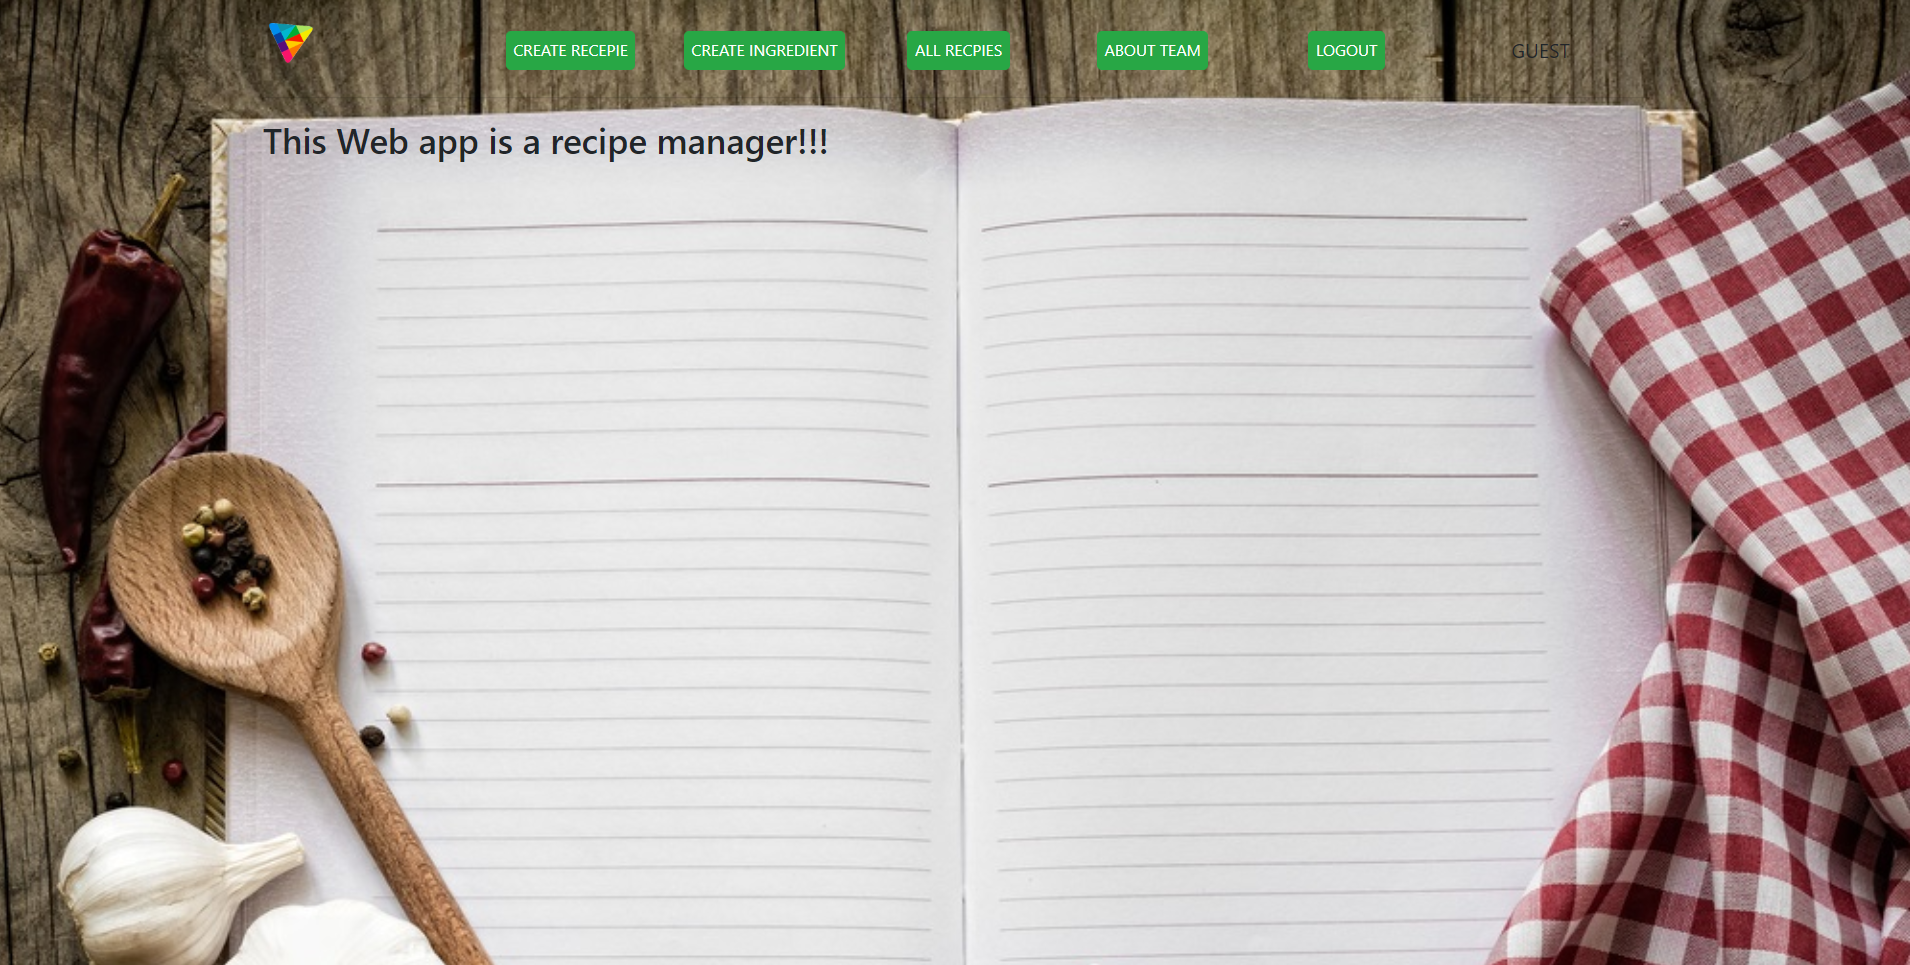 CREATE RECEPIE CREATE INGREDIENT ALL RECPIES ABOUT TEAM LOGOUT GUEST
This Web app is a recipe manager!!!